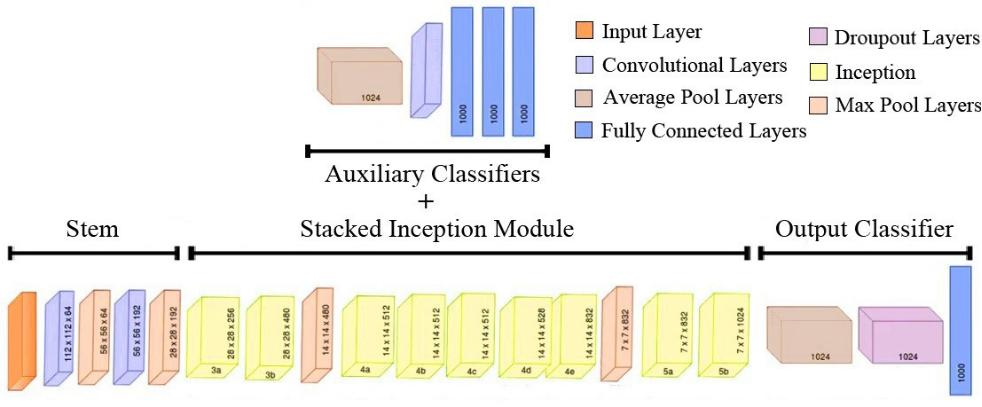 1024
1000
1000
1000
Input Layer
Convolutional Layers
Average Pool Layers
Fully Connected Layers
Droupout Layers
Inception
Max Pool Layers
Auxiliary Classifiers
+
Stem
Stacked Inception Module
Output Classifier
112 x 112 x 64
56 x 56 x 64
56 x 56 x 192
28 x 28 x 192
28 x 28 x 256
3a
28 x 28 x 480
3b
14 x 14 x 480
14 x 14 x 512
4a
14 x 14 x 512
4b
14 x 14 x 512
4c
14 x 14 x 528
4d
14 x 14 x 832
4e
7 x 7 x 832
7 x 7 x 832
5a
7 x 7 x 1024
5b
1024
1024
1000